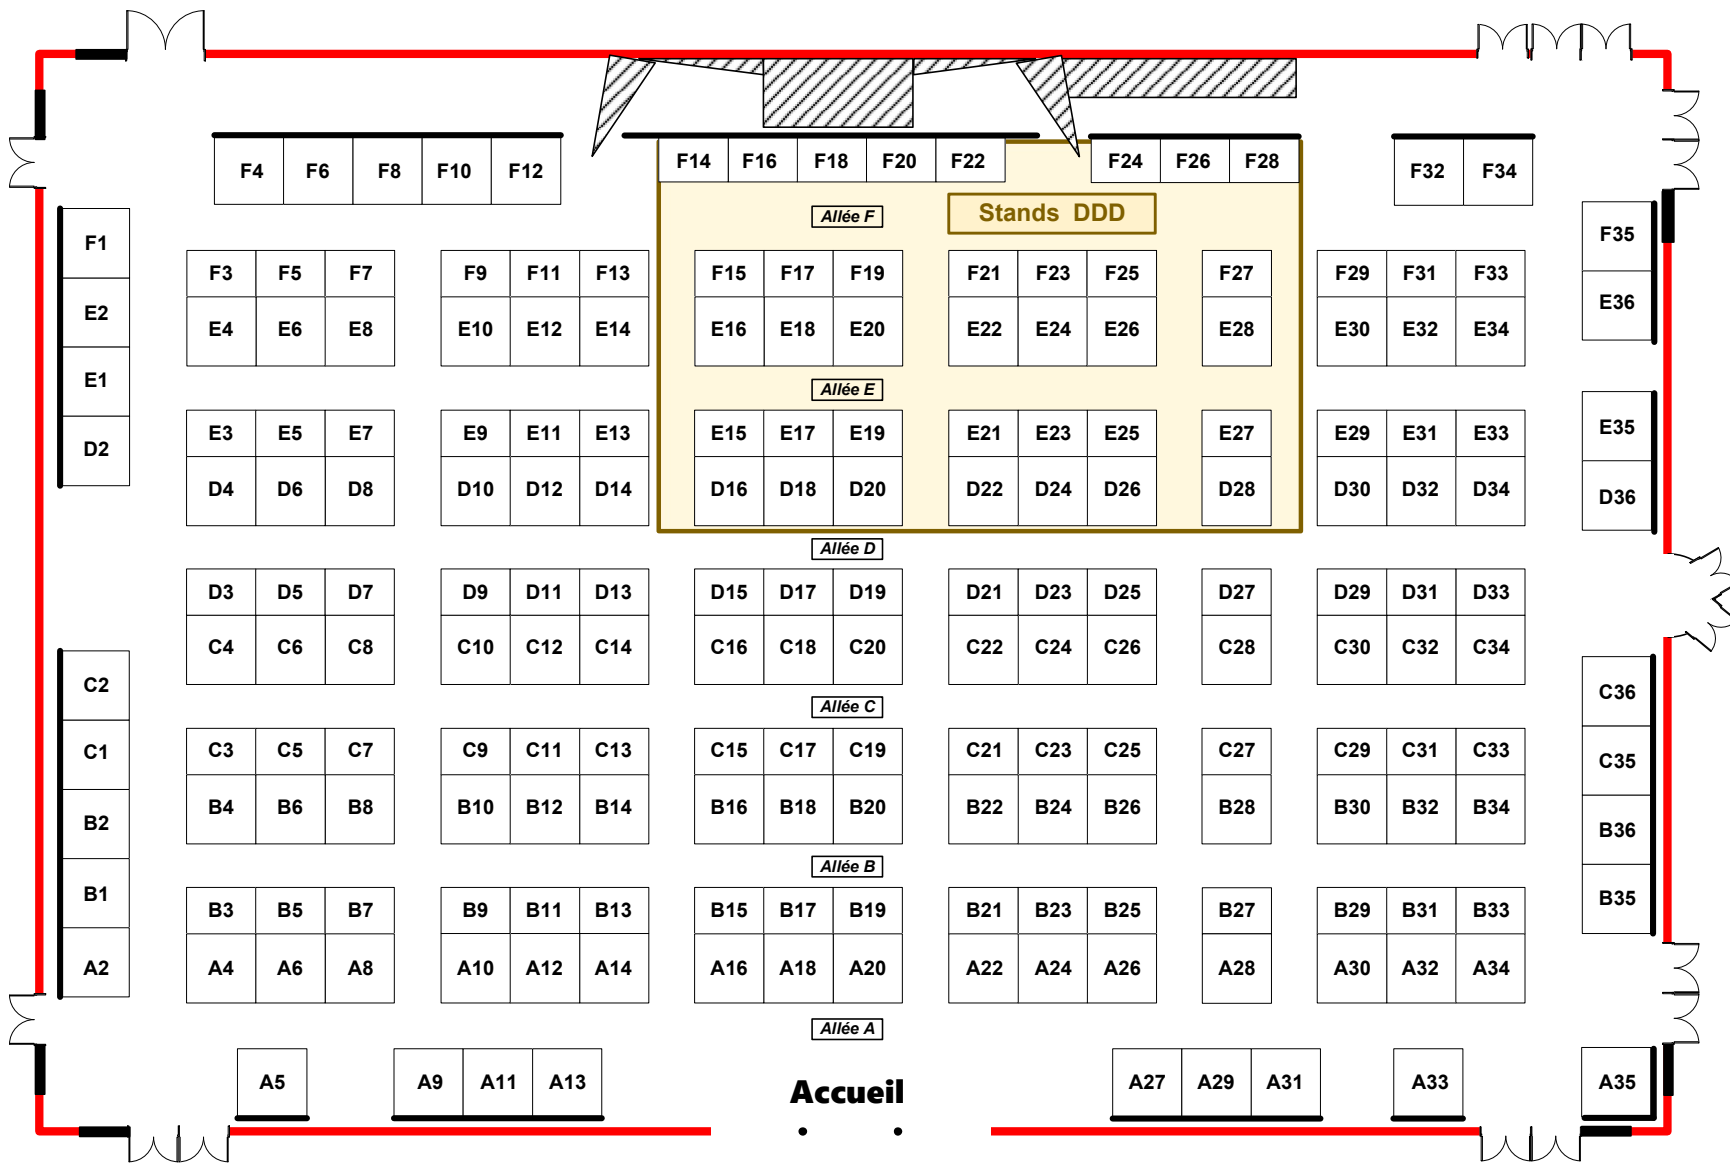 F4 F6 F8 F10 F12 F14 F16 F18 F20 F22 F24 F26 F28 F32 F34
Allée F
Stands DDD
F1 F35
F3 F5 F7 F9 F11 F13 F15 F17 F19 F21 F23 F25 F27 F29 F31 F33
E2 E36
E4 E6 E8 E10 E12 E14 E16 E18 E20 E22 E24 E26 E28 E30 E32 E34
E1
Allée E
E3 E5 E7 E9 E11 E13 E15 E17 E19 E21 E23 E25 E27 E29 E31 E33 E35
D2
D4 D6 D8 D10 D12 D14 D16 D18 D20 D22 D24 D26 D28 D30 D32 D34 D36
Allée D
D3 D5 D7 D9 D11 D13 D15 D17 D19 D21 D23 D25 D27 D29 D31 D33
C4 C6 C8 C10 C12 C14 C16 C18 C20 C22 C24 C26 C28 C30 C32 C34
C2 C36
Allée C
C1 C3 C5 C7 C9 C11 C13 C15 C17 C19 C21 C23 C25 C27 C29 C31 C33 C35
B4 B6 B8 B10 B12 B14 B16 B18 B20 B22 B24 B26 B28 B30 B32 B34
B2 B36
Allée B
B1 B35
B3 B5 B7 B9 B11 B13 B15 B17 B19 B21 B23 B25 B27 B29 B31 B33
A2 A4 A6 A8 A10 A12 A14 A16 A18 A20 A22 A24 A26 A28 A30 A32 A34
Allée A
A5 A9 A11 A13 A27 A29 A31 A33 A35
Accueil